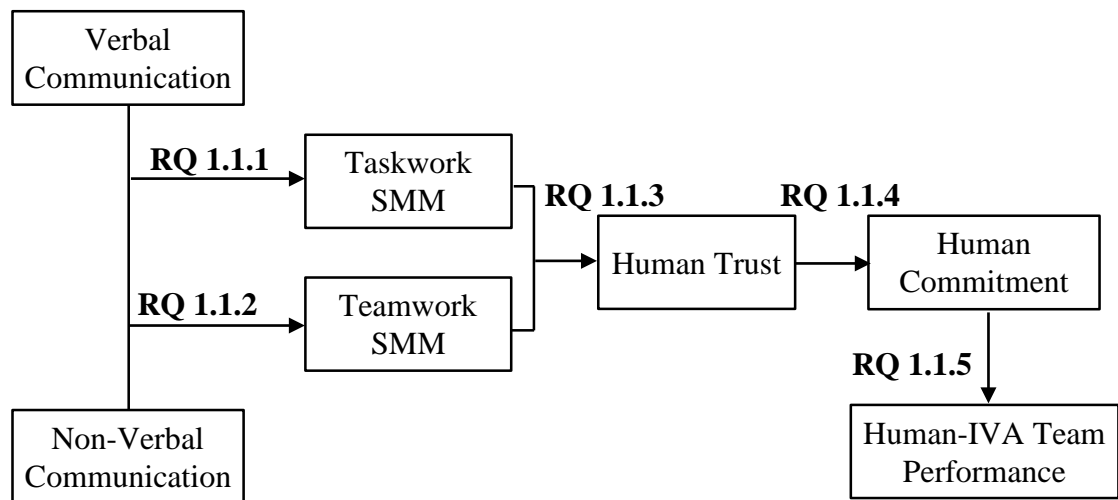 Verbal
Communication
RQ 1.1.1
Taskwork
SMM
RQ 1.1.3
RQ 1.1.4
Human Trust
Human
Commitment
RQ 1.1.2
Teamwork
SMM
RQ 1.1.5
Non-Verbal
Communication
Human-IVA Team
Performance